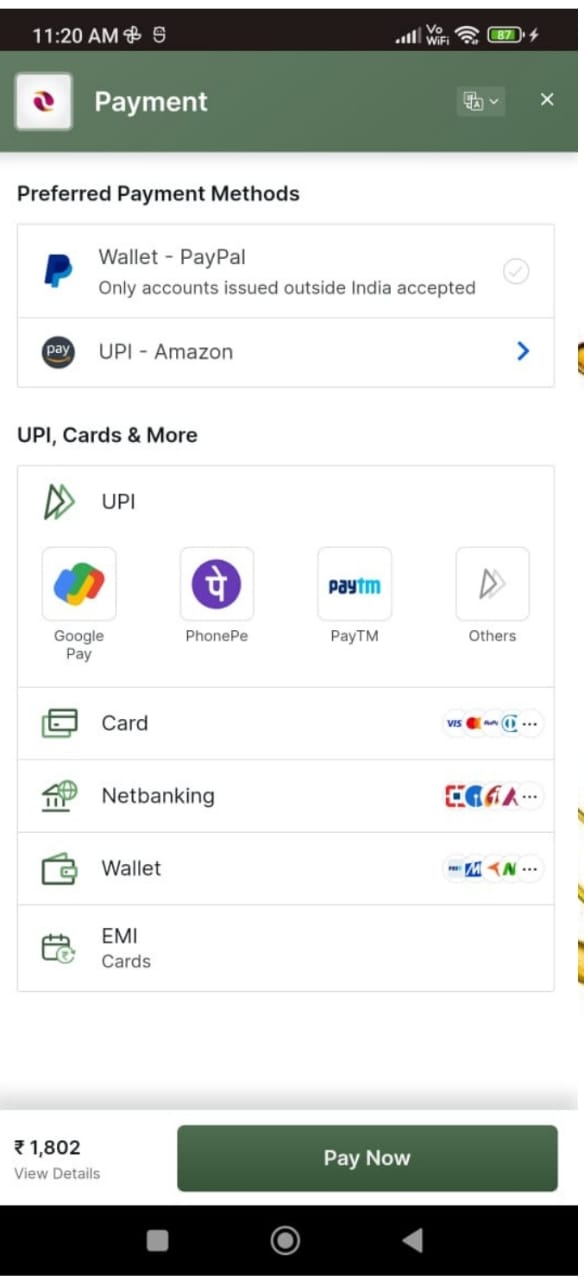 11:20 AM
Vo
WiFi
87
Payment
Preferred Payment Methods
Wallet - PayPal
Only accounts issued outside India accepted
pay
UPI - Amazon
UPI, Cards & More
UPI
पे
paytm
Google
Pay
PhonePe
PayTM
Others
Card
VISA
Netbanking
Wallet
EMI
Cards
₹ 1,802
View Details
Pay Now